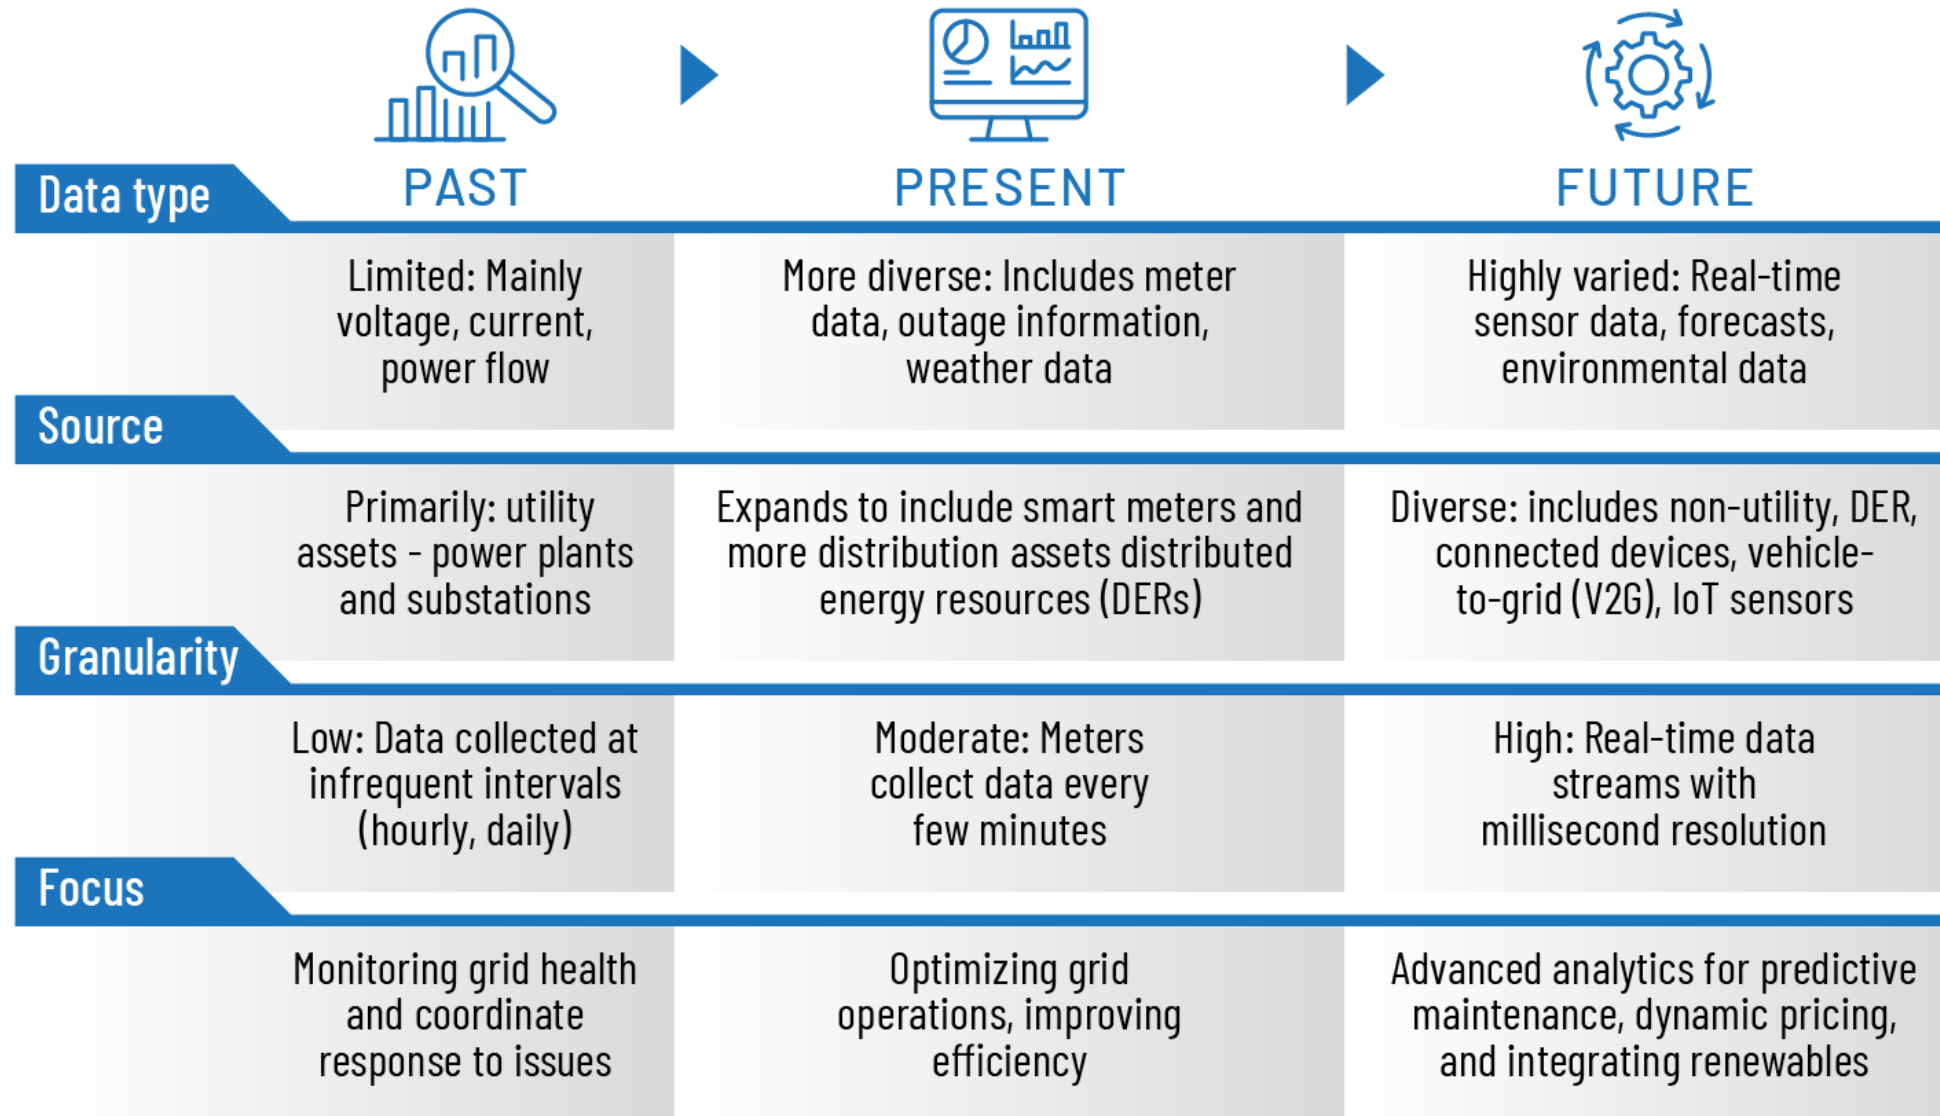 PAST
PRESENT
FUTURE
Data type
Limited: Mainly
voltage, current,
power flow
More diverse: Includes meter
data, outage information,
weather data
Highly varied: Real-time
sensor data, forecasts,
environmental data
Source
Primarily: utility
assets - power plants
and substations
Expands to include smart meters and
more distribution assets distributed
energy resources (DERs)
Diverse: includes non-utility, DER,
connected devices, vehicle-
to-grid (V2G), IoT sensors
Granularity
Low: Data collected at
infrequent intervals
(hourly, daily)
Moderate: Meters
collect data every
few minutes
High: Real-time data
streams with
millisecond resolution
Focus
Monitoring grid health
and coordinate
response to issues
Optimizing grid
operations, improving
efficiency
Advanced analytics for predictive
maintenance, dynamic pricing,
and integrating renewables